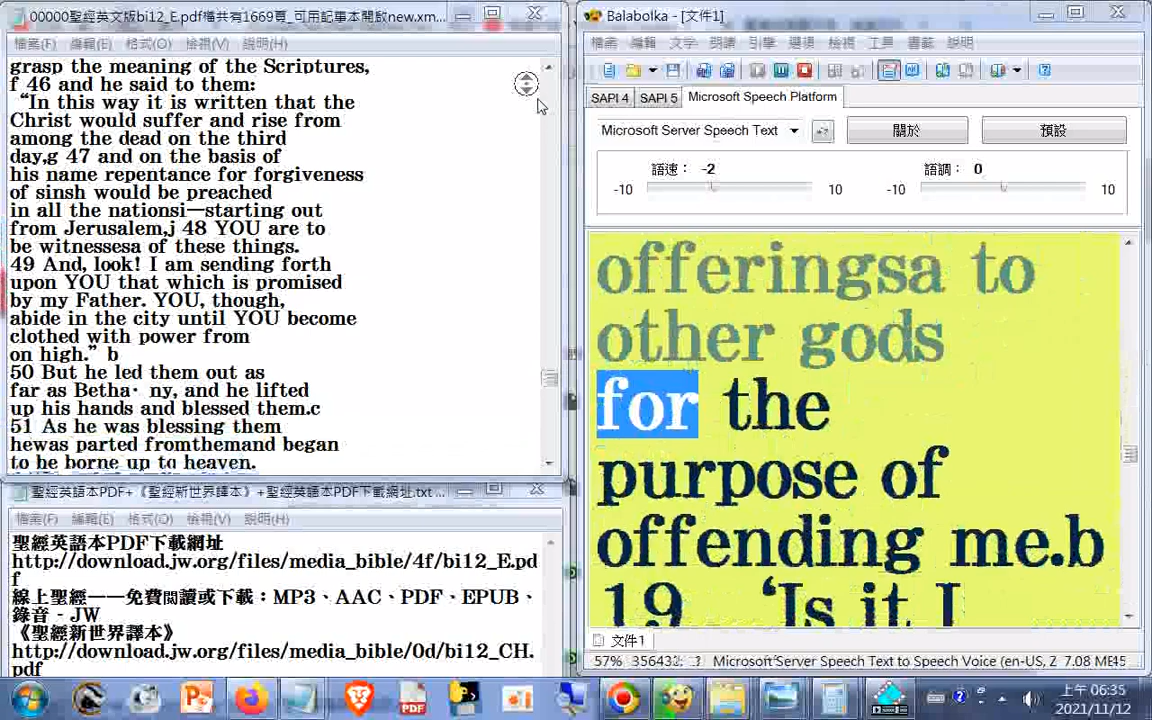 00000聖經英文版bi12_E.pdf檔共有1669頁_可用記事本開啟new.xm...
檔案(F) 編輯(E) 格式(O) 檢視(V) 說明(H)
grasp the meaning of the Scriptures,
f 46 and he said to them:
“In this way it is written that the
Christ would suffer and rise from
among the dead on the third
day,g 47 and on the basis of
his name repentance for forgiveness
of sinsh would be preached
in all the nationsi—starting out
from Jerusalem,j 48 YOU are to
be witnessesa of these things.
49 And, look! I am sending forth
upon YOU that which is promised
by my Father. YOU, though,
abide in the city until YOU become
clothed with power from
on high.” b
50 But he led them out as
far as Betha· ny, and he lifted
up his hands and blessed them.c
51 As he was blessing them
hewas parted fromthemand began
to be borne up to heaven.
聖經英語本PDF+《聖經新世界譯本》+聖經英語本PDF下載網址.txt ...
檔案(F) 編輯(E) 格式(O) 檢視(V) 說明(H)
聖經英語本PDF下載網址
http://download.jw.org/files/media_bible/4f/bi12_E.pd
f
線上聖經——免費閱讀或下載：MP3、AAC、PDF、EPUB、
錄音 - JW
《聖經新世界譯本》
http://download.jw.org/files/media_bible/0d/bi12_CH.
pdf
Balabolka - [文件1]
檔案 編輯 文字 朗讀 引擎 選項 檢視 工具 書籤 說明
SAPI 4 SAPI 5 Microsoft Speech Platform
Microsoft Server Speech Text 關於 預設
語速： -2 語調： 0
-10 10 -10 10
offeringsa to
other gods
for the
purpose of
offending me.b
19 ‘Is it I
文件1
57% Microsoft Server Speech Text to Speech Voice (en-US, Z 7.08 ME
上午 06:35
2021/11/12